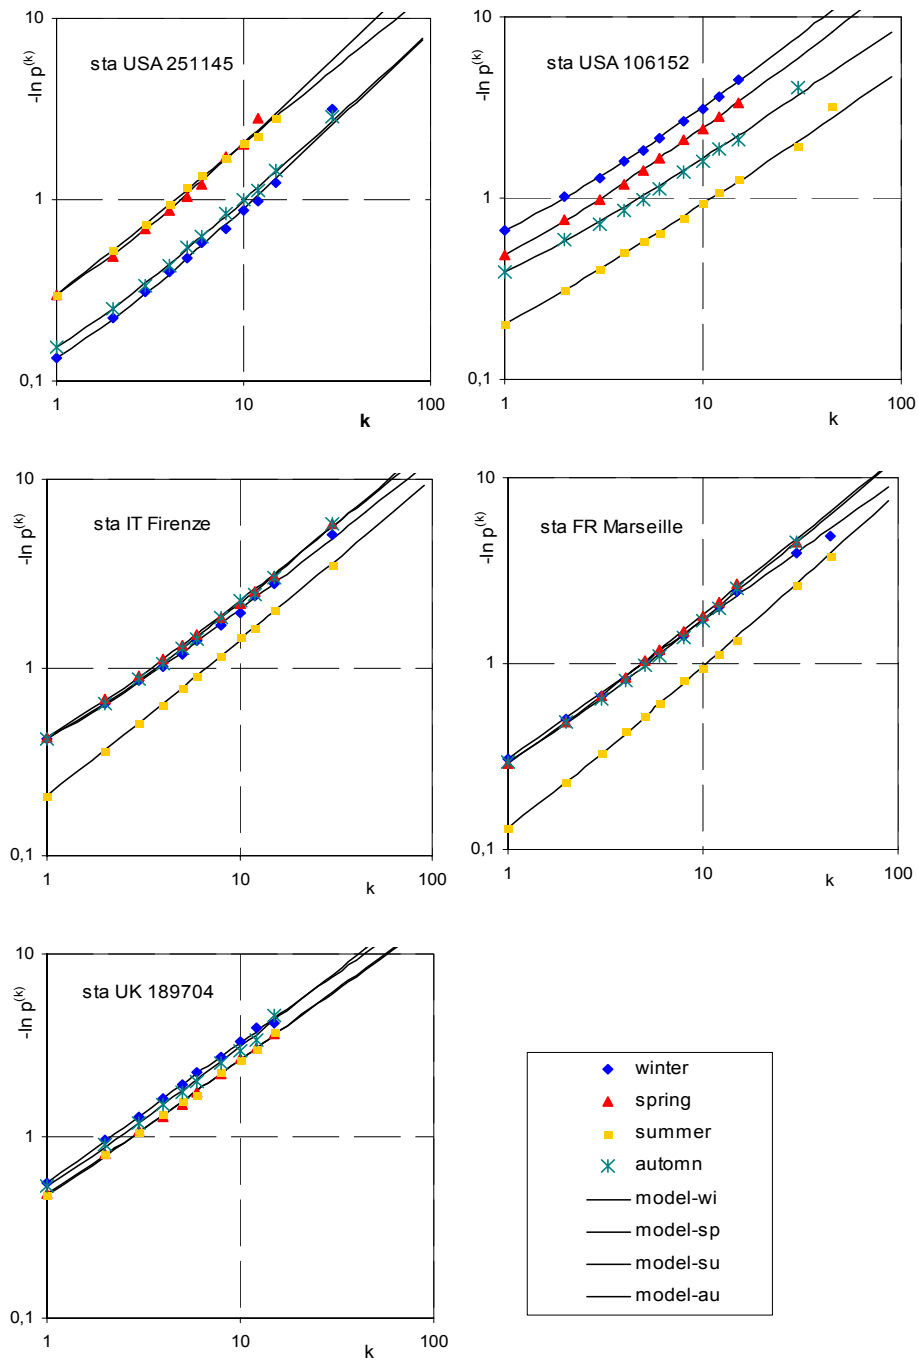 10
sta USA 251145
-ln p(k)
1
0,1
1
10
100
k
10
sta USA 106152
-ln p(k)
1
0,1
1
10
100
k
10
sta IT Firenze
-ln p(k)
1
0,1
1
10
100
k
10
sta FR Marseille
-ln p(k)
1
0,1
1
10
100
k
10
sta UK 189704
-ln p(k)
1
0,1
1
10
100
k
winter
spring
summer
automn
model-wi
model-sp
model-su
model-au